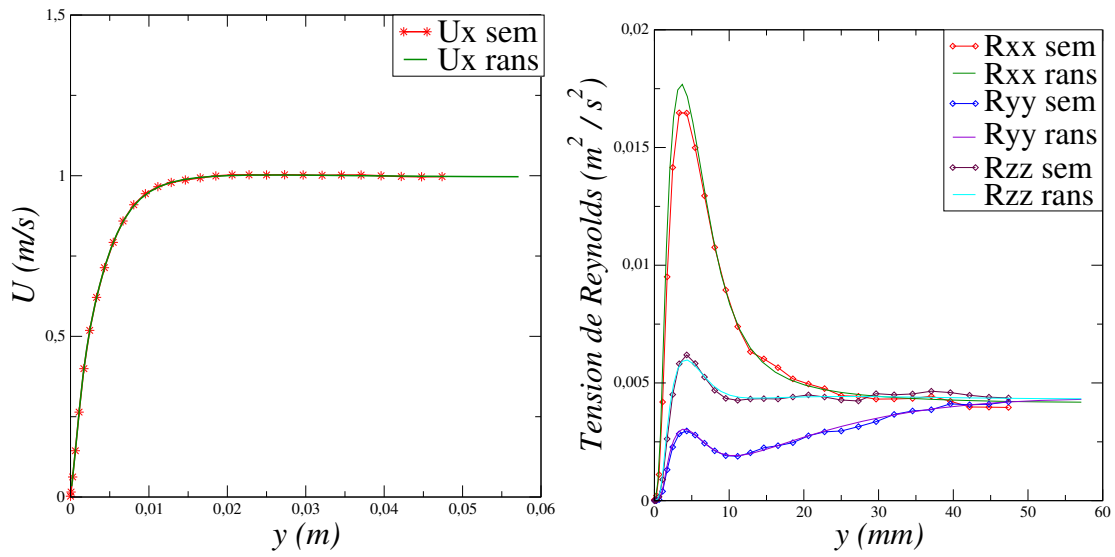 1,5
1
0,5
0
U (m/s)
Ux sem
Ux rans
0
0,01
0,02
0,03
0,04
0,05
0,06
y (m)
0,02
0,015
0,01
0,005
0
Tension de Reynolds (m² / s²)
Rxx sem
Rxx rans
Ryy sem
Ryy rans
Rzz sem
Rzz rans
0
10
20
30
40
50
60
y (mm)